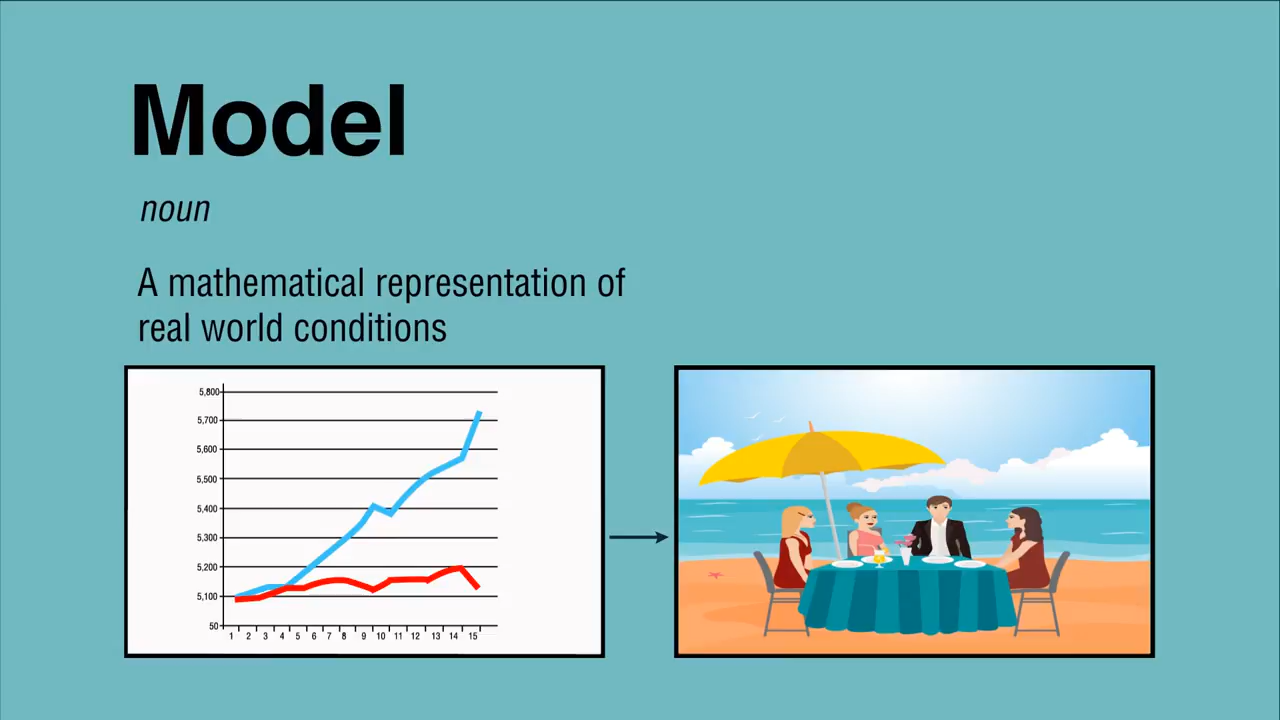 Model
noun
A mathematical representation of
real world conditions
5,800
5,700
5,600
5,500
5,400
5,300
5,200
5,100
50
1 2 3 4 5 6 7 8 9 10 11 12 13 14 15